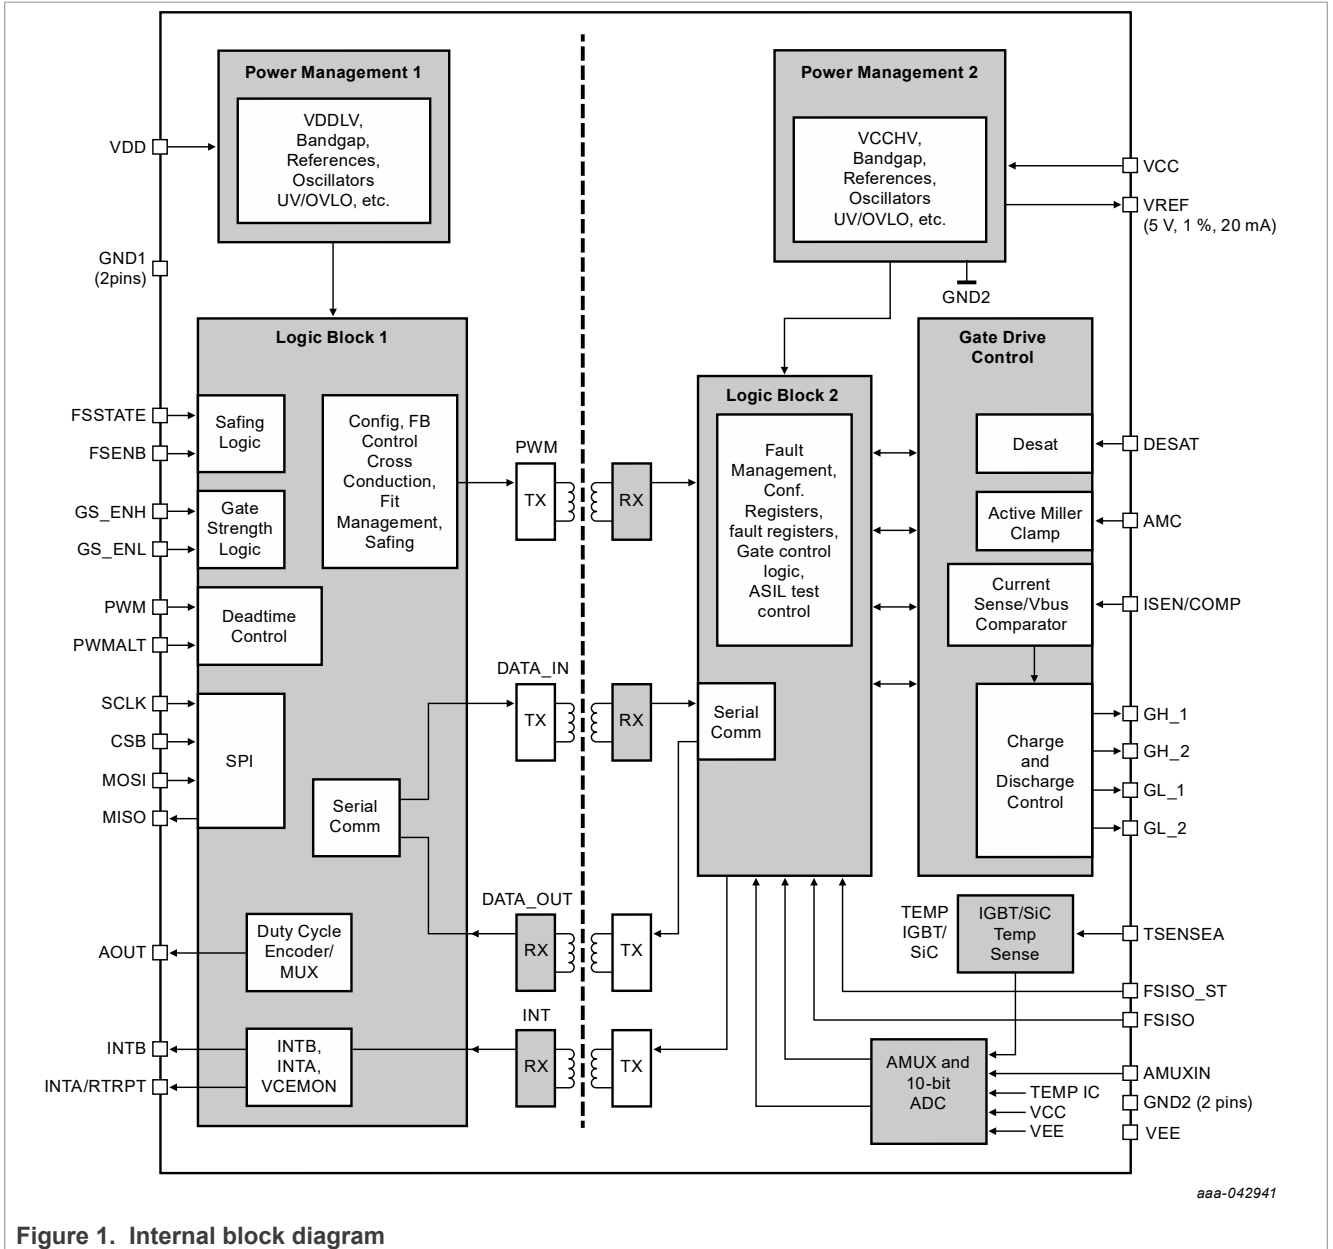 Power Management 1
VDDLV,
Bandgap,
References,
Oscillators
UV/OVLO, etc.
VDD
GND1
(2pins)
Power Management 2
VCCHV,
Bandgap,
References,
Oscillators
UV/OVLO, etc.
VCC
VREF
(5 V, 1 %, 20 mA)
GND2
Logic Block 1
FSSTATE
FSENB
Safing
Logic
GS_ENH
GS_ENL
Gate
Strength
Logic
Config, FB
Control
Cross
Conduction,
Fit
Management,
Safing
PWM
PWMALT
Deadtime
Control
SCLK
CSB
MOSI
MISO
SPI
Serial
Comm
AOUT
Duty Cycle
Encoder/
MUX
INTB
INTA/RTRPT
INTB,
INTA,
VCEMON
PWM
TX
RX
DATA_IN
TX
RX
DATA_OUT
RX
TX
INT
RX
TX
Logic Block 2
Fault
Management,
Conf.
Registers,
fault registers,
Gate control
logic,
ASIL test
control
Serial
Comm
Gate Drive
Control
Desat
Active Miller
Clamp
Current
Sense/Vbus
Comparator
Charge
and
Discharge
Control
DESAT
AMC
ISEN/COMP
GH_1
GH_2
GL_1
GL_2
TEMP
IGBT/
SiC
IGBT/SiC
Temp
Sense
TSENSEA
FSISO_ST
FSISO
AMUX and
10-bit
ADC
TEMP IC
VCC
VEE
AMUXIN
GND2 (2 pins)
VEE
aaa-042941
Figure 1. Internal block diagram